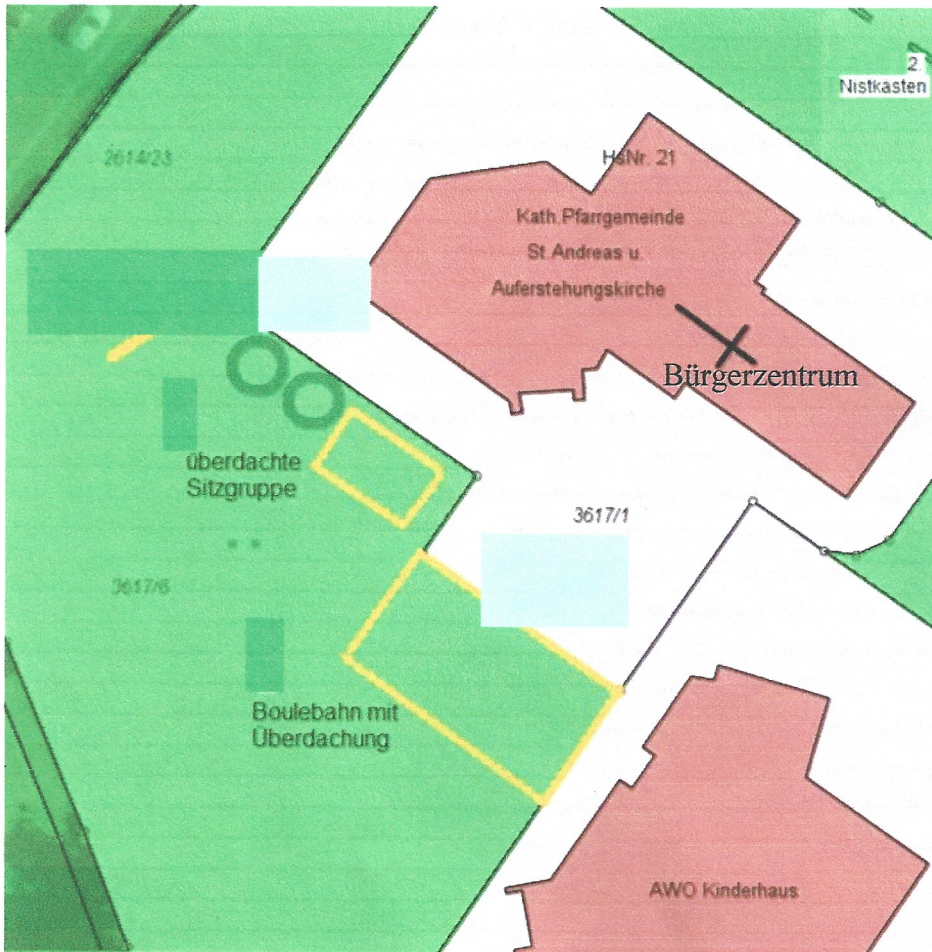 2.
Nistkasten
2614/23
HsNr. 21
Kath.Pfarrgemeinde
St.Andreas u.
Auferstehungskirche
Bürgerzentrum
überdachte
Sitzgruppe
3617/1
3617/6
Boulebahn mit
Überdachung
AWO Kinderhaus